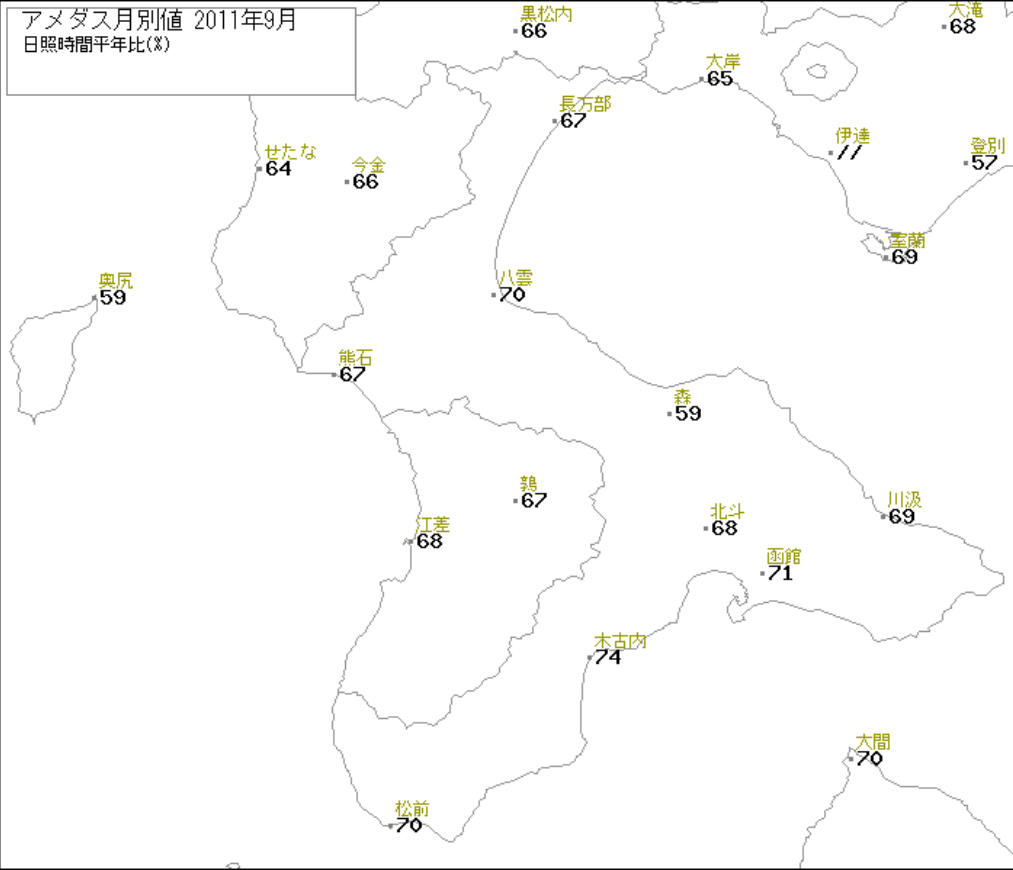 アメダス月別値 2011年9月
日照時間平年比(%)
黒松内
66
大滝
68
大岸
65
長万部
67
伊達
//
登別
57
せたな
64
今金
66
室蘭
69
奥尻
59
八雲
70
熊石
67
森
59
鶉
67
川汲
69
北斗
68
江差
68
函館
71
木古内
74
大間
70
松前
70